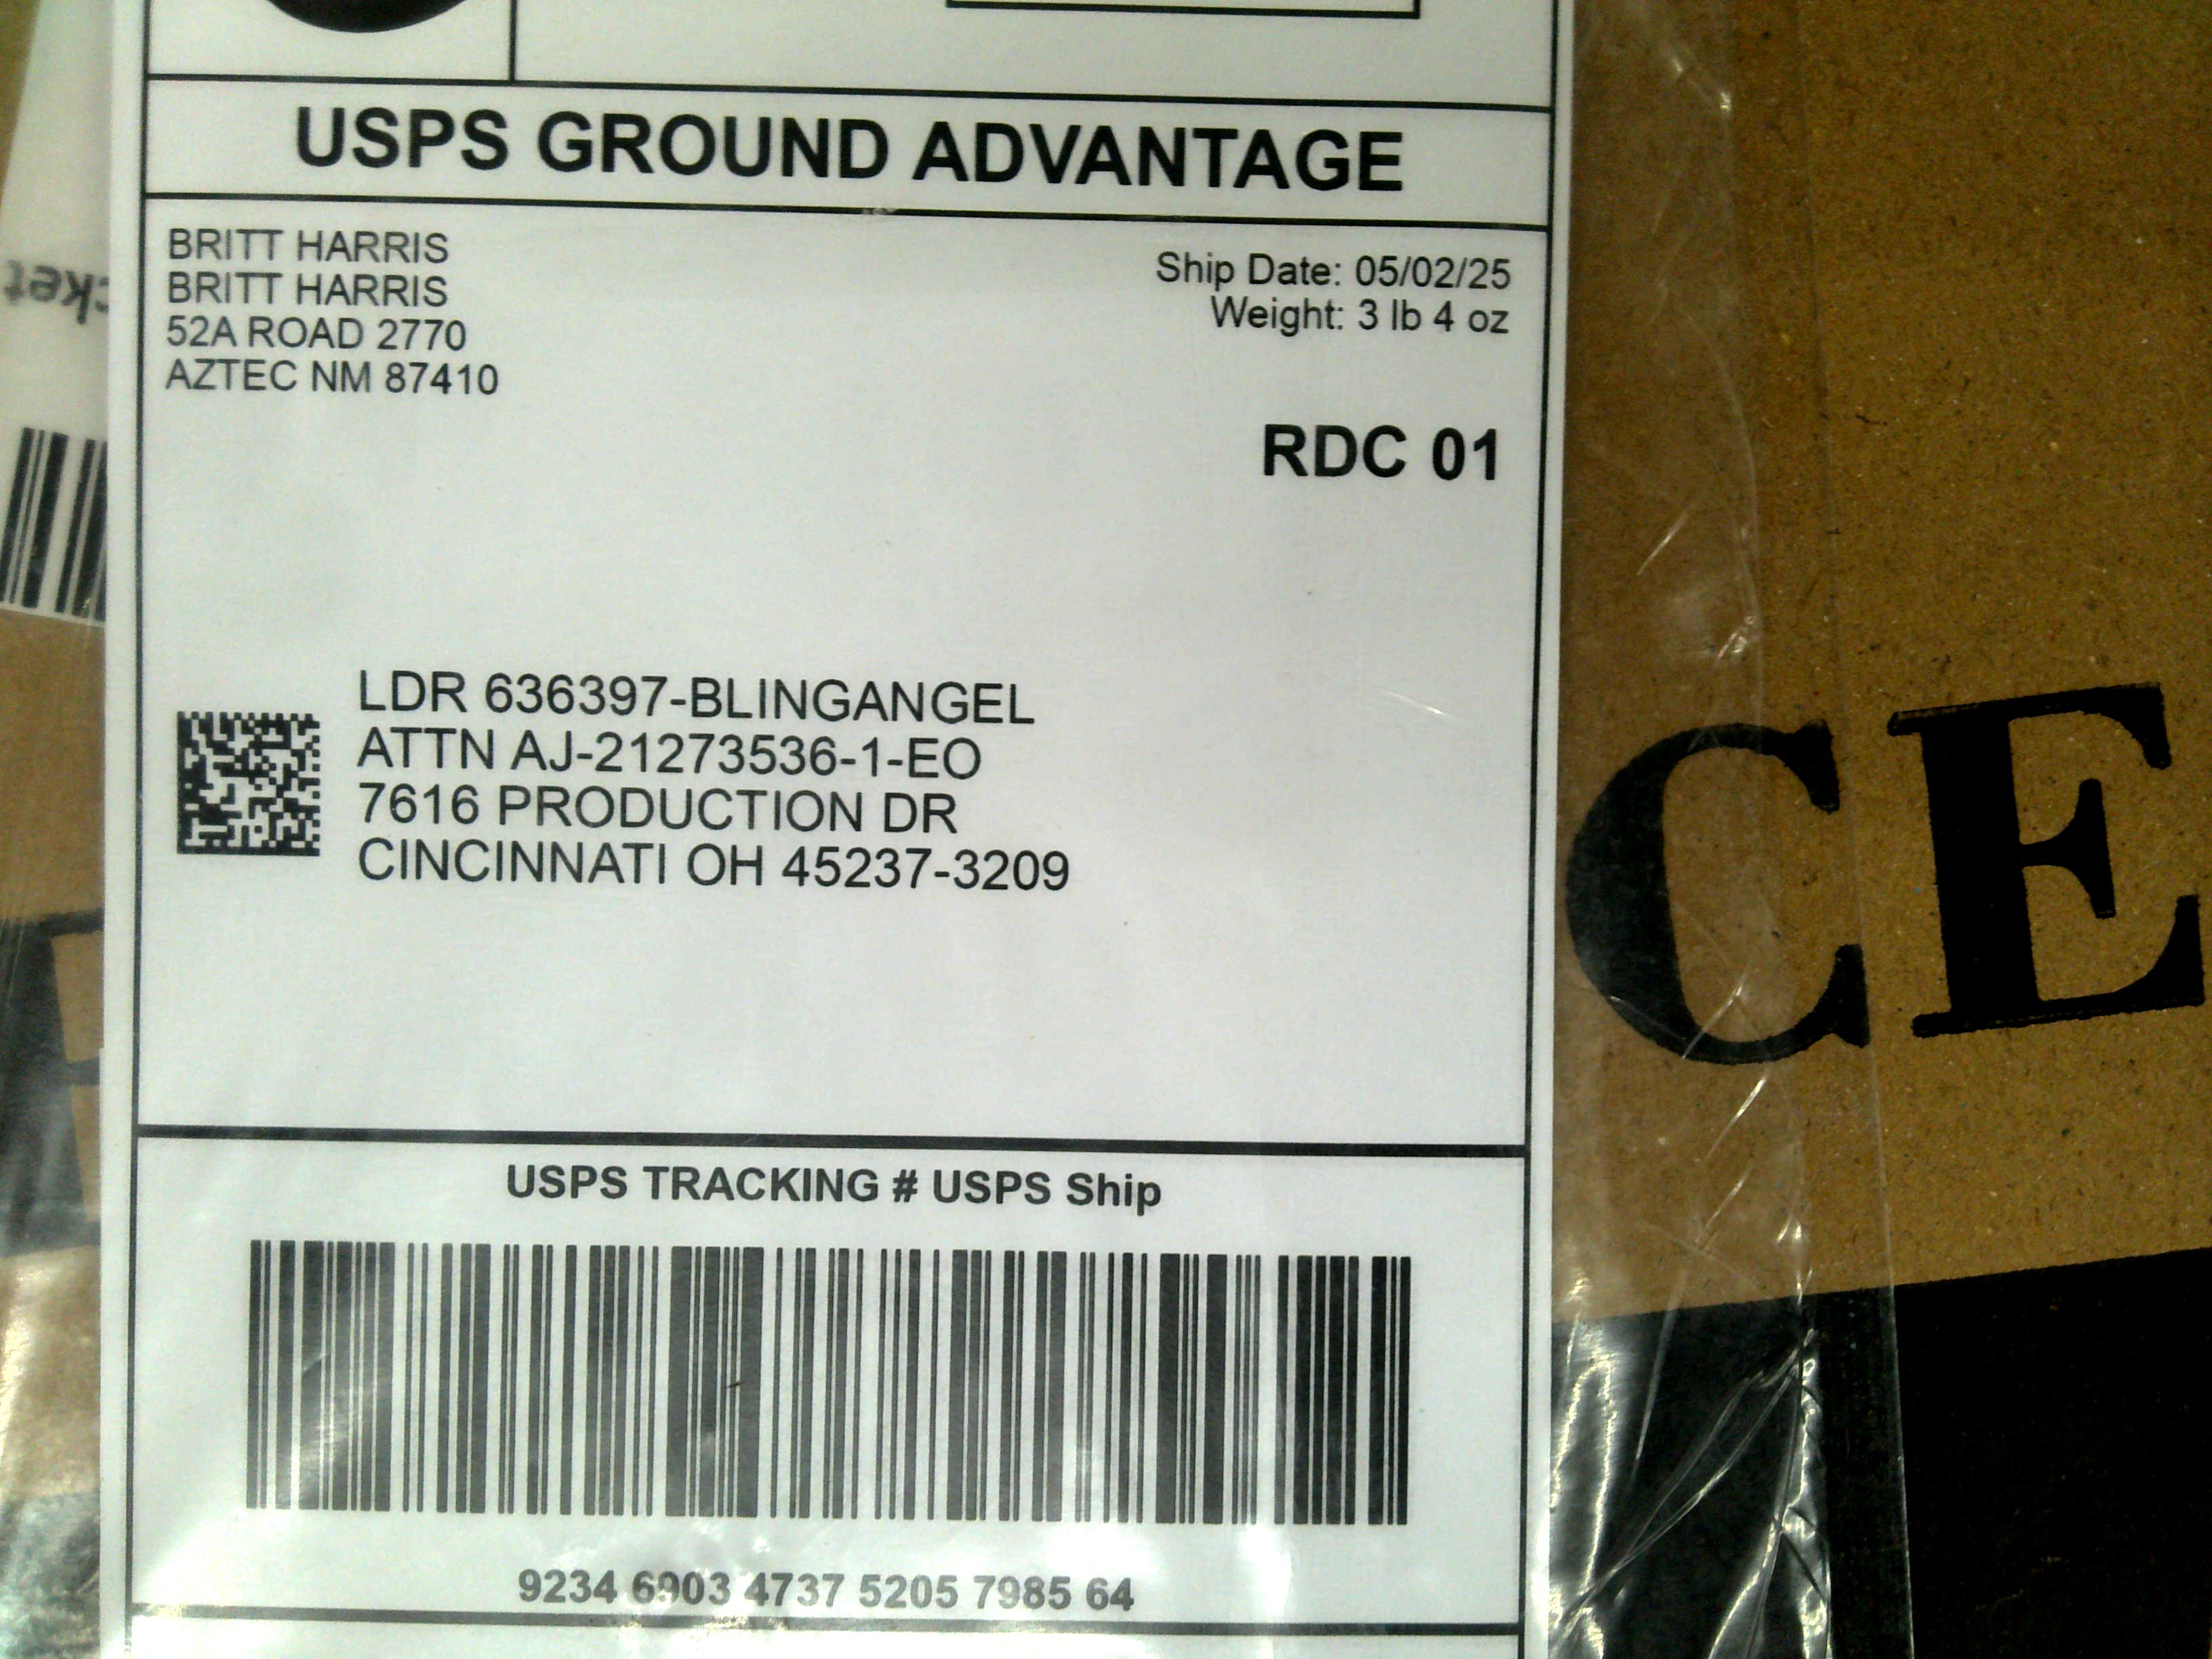 USPS GROUND ADVANTAGE
BRITT HARRIS
BRITT HARRIS
52A ROAD 2770
AZTEC NM 87410
Ship Date: 05/02/25
Weight: 3 lb 4 oz
RDC 01
LDR 636397-BLINGANGEL
ATTN AJ-21273536-1-EO
7616 PRODUCTION DR
CINCINNATI OH 45237-3209
USPS TRACKING # USPS Ship
9234 6903 4737 5205 7985 64
cket
CE